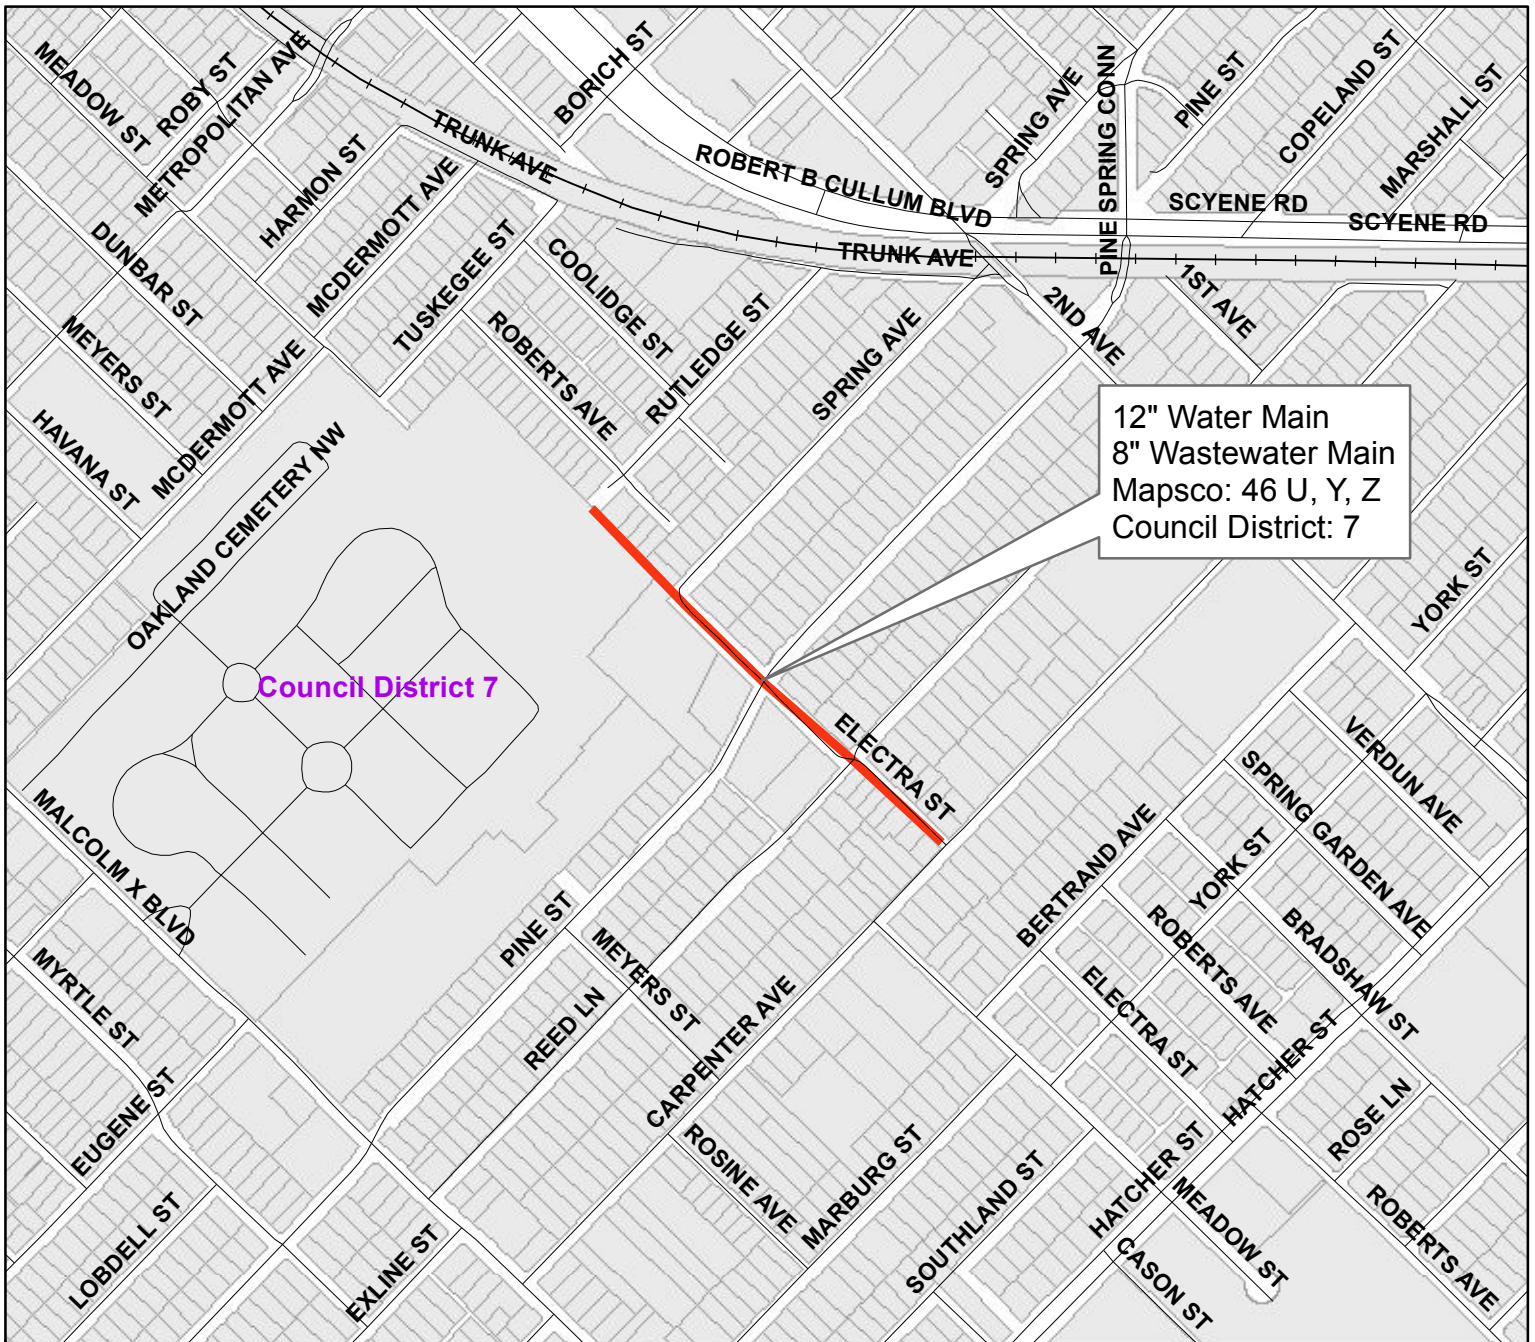 MEADOW ST
ROBY ST
METROPOLITAN AVE
BORICH ST
TRUNK AVE
HARMON ST
MCDERMOTT AVE
TUSKEGEE ST
ROBERT B CULLUM BLVD
SPRING AVE
PINE SPRING CONN
PINE ST
COPELAND ST
MARSHALL ST
SCYENE RD
SCYENE RD
TRUNK AVE
DUNBAR ST
COOLIDGE ST
RUTLEDGE ST
SPRING AVE
2ND AVE
1ST AVE
MEYERS ST
ROBERTS AVE
MCDERMOTT AVE
HAVANA ST
OAKLAND CEMETERY NW
12" Water Main
8" Wastewater Main
Mapsco: 46 U, Y, Z
Council District: 7
YORK ST
Council District 7
ELECTRA ST
VERDUN AVE
SPRING GARDEN AVE
MALCOLM X BLVD
BERTRAND AVE
YORK ST
BRADSHAW ST
ROBERTS AVE
PINE ST
MEYERS ST
ELECTRA ST
MYRTLE ST
REED LN
CARPENTER AVE
HATCHER ST
ROSE LN
EUGENE ST
ROSINE AVE
MARBURG ST
HATCHER ST
SOUTHLAND ST
MEADOW ST
ROBERTS AVE
LOBDELL ST
EXLINE ST
CASON ST